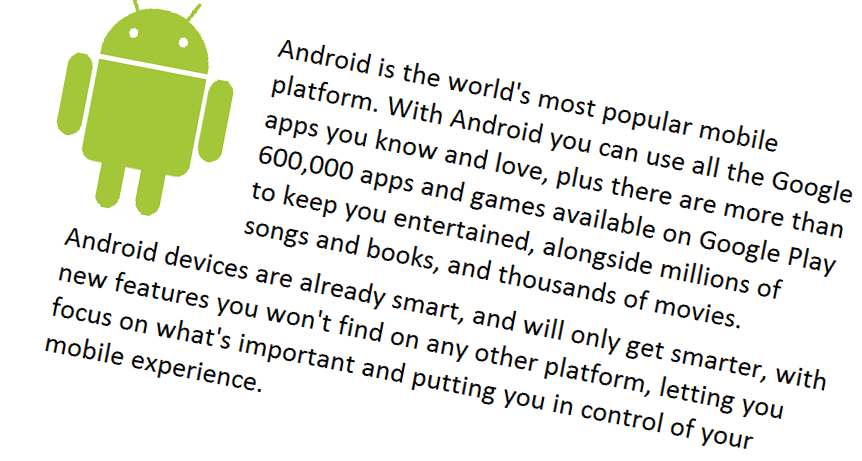 Android is the world's most popular mobile
platform. With Android you can use all the Google
apps you know and love, plus there are more than
600,000 apps and games available on Google Play
to keep you entertained, alongside millions of
songs and books, and thousands of movies.
Android devices are already smart, and will only get smarter, with
new features you won't find on any other platform, letting you
focus on what's important and putting you in control of your
mobile experience.